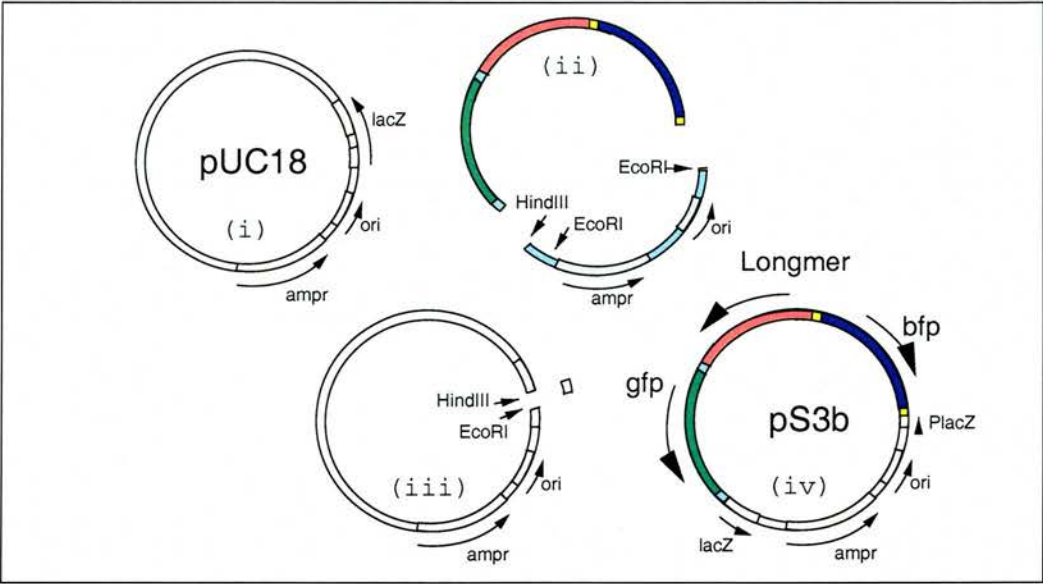 lacZ
pUC18
(i)
ori
ampr
(ii)
EcoRI
HindIII
EcoRI
ori
ampr
HindIII
EcoRI
(iii)
ori
ampr
Longmer
bfp
gfp
pS3b
PlacZ
(iv)
ori
lacZ
ampr